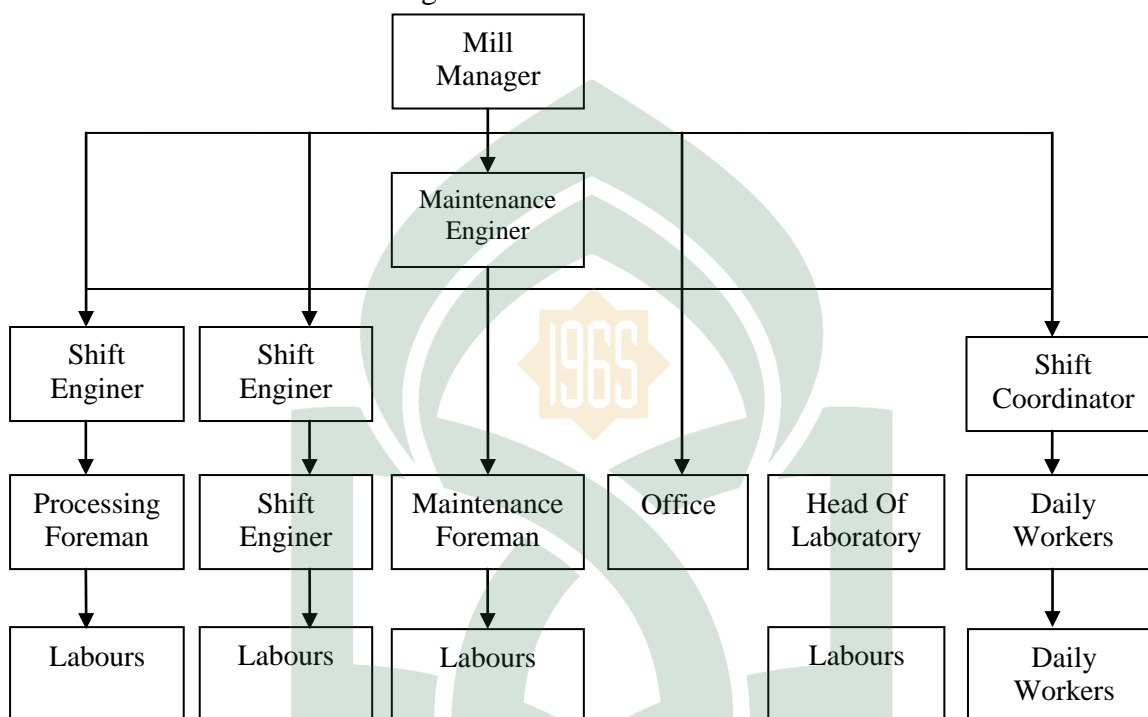 Mill
Manager
Maintenance
Enginer
Shift
Enginer
Shift
Enginer
Shift
Coordinator
Processing
Foreman
Shift
Enginer
Maintenance
Foreman
Office
Head Of
Laboratory
Daily
Workers
Labours
Labours
Labours
Labours
Daily
Workers
1965